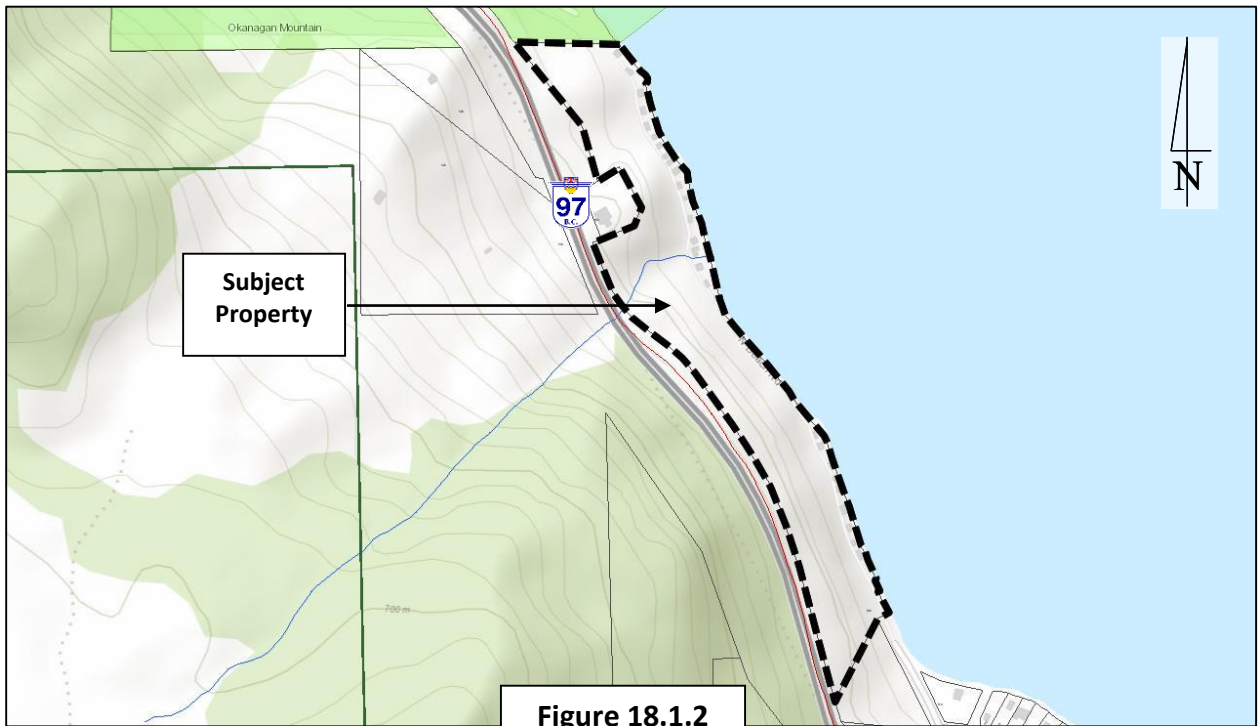 Okanagan Mountain
N
97
B.C.
Subject
Property
700 m
Figure 18.1.2